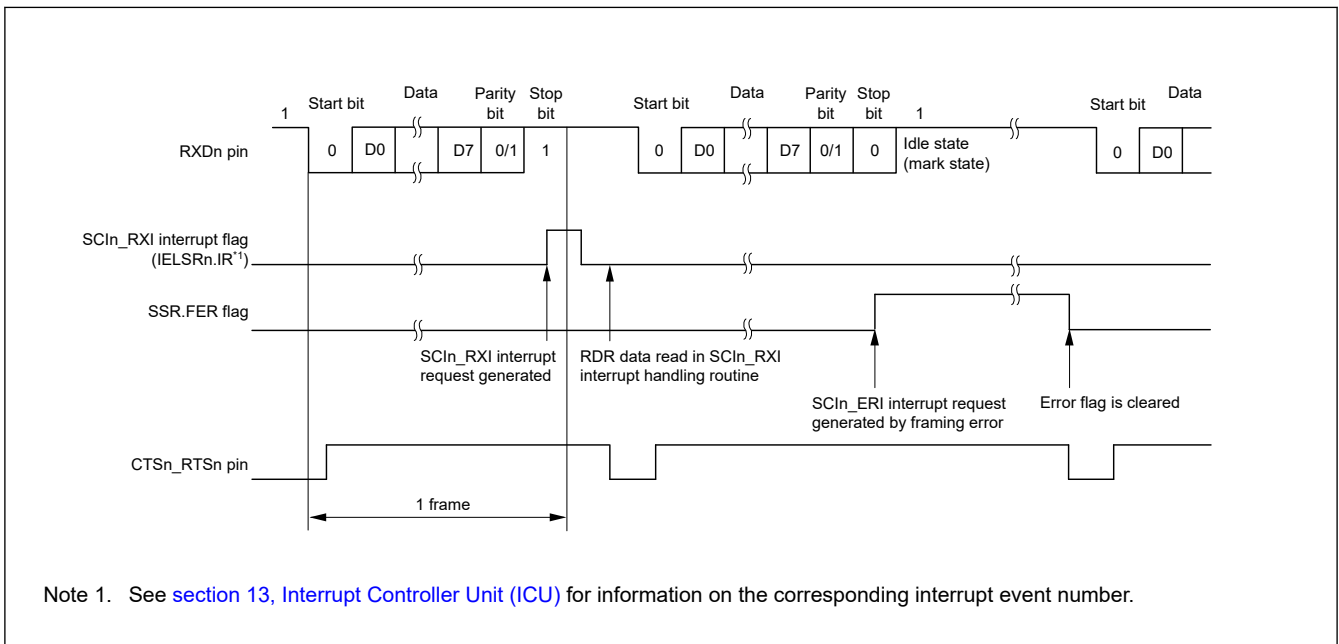 1
Start bit
Data
Parity bit
Stop bit
Start bit
Data
Parity bit
Stop bit
1
Start bit
Data
RXDn pin
0
D0
D7
0/1
1
0
D0
D7
0/1
0
Idle state
(mark state)
0
D0
SCIn_RXI interrupt flag
(IELSRn.IR*1)
SSR.FER flag
SCIn_RXI interrupt
request generated
RDR data read in SCIn_RXI
interrupt handling routine
SCIn_ERI interrupt request
generated by framing error
Error flag is cleared
CTSn_RTSn pin
1 frame
Note 1. See section 13, Interrupt Controller Unit (ICU) for information on the corresponding interrupt event number.